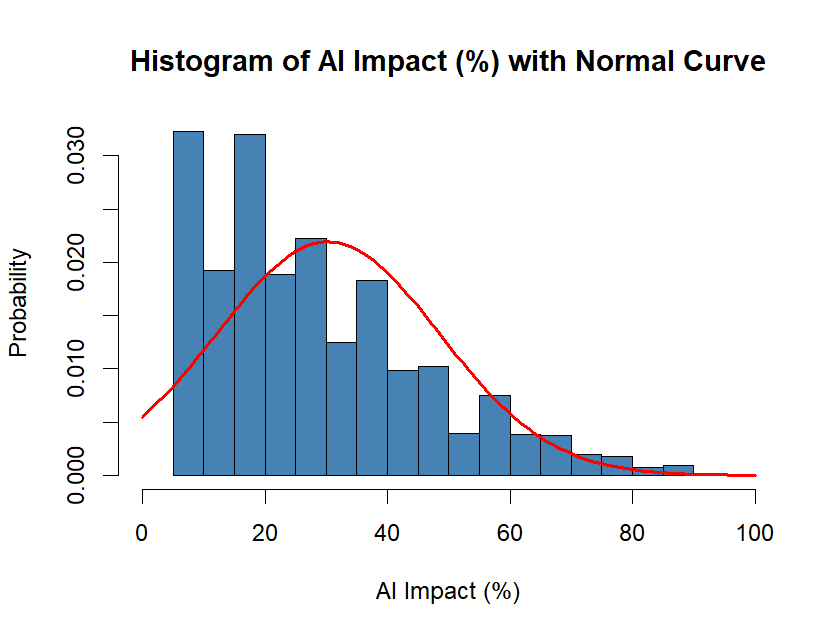 Histogram of AI Impact (%) with Normal Curve
Probability
0.030
0.020
0.010
0.000
0 20 40 60 80 100
AI Impact (%)